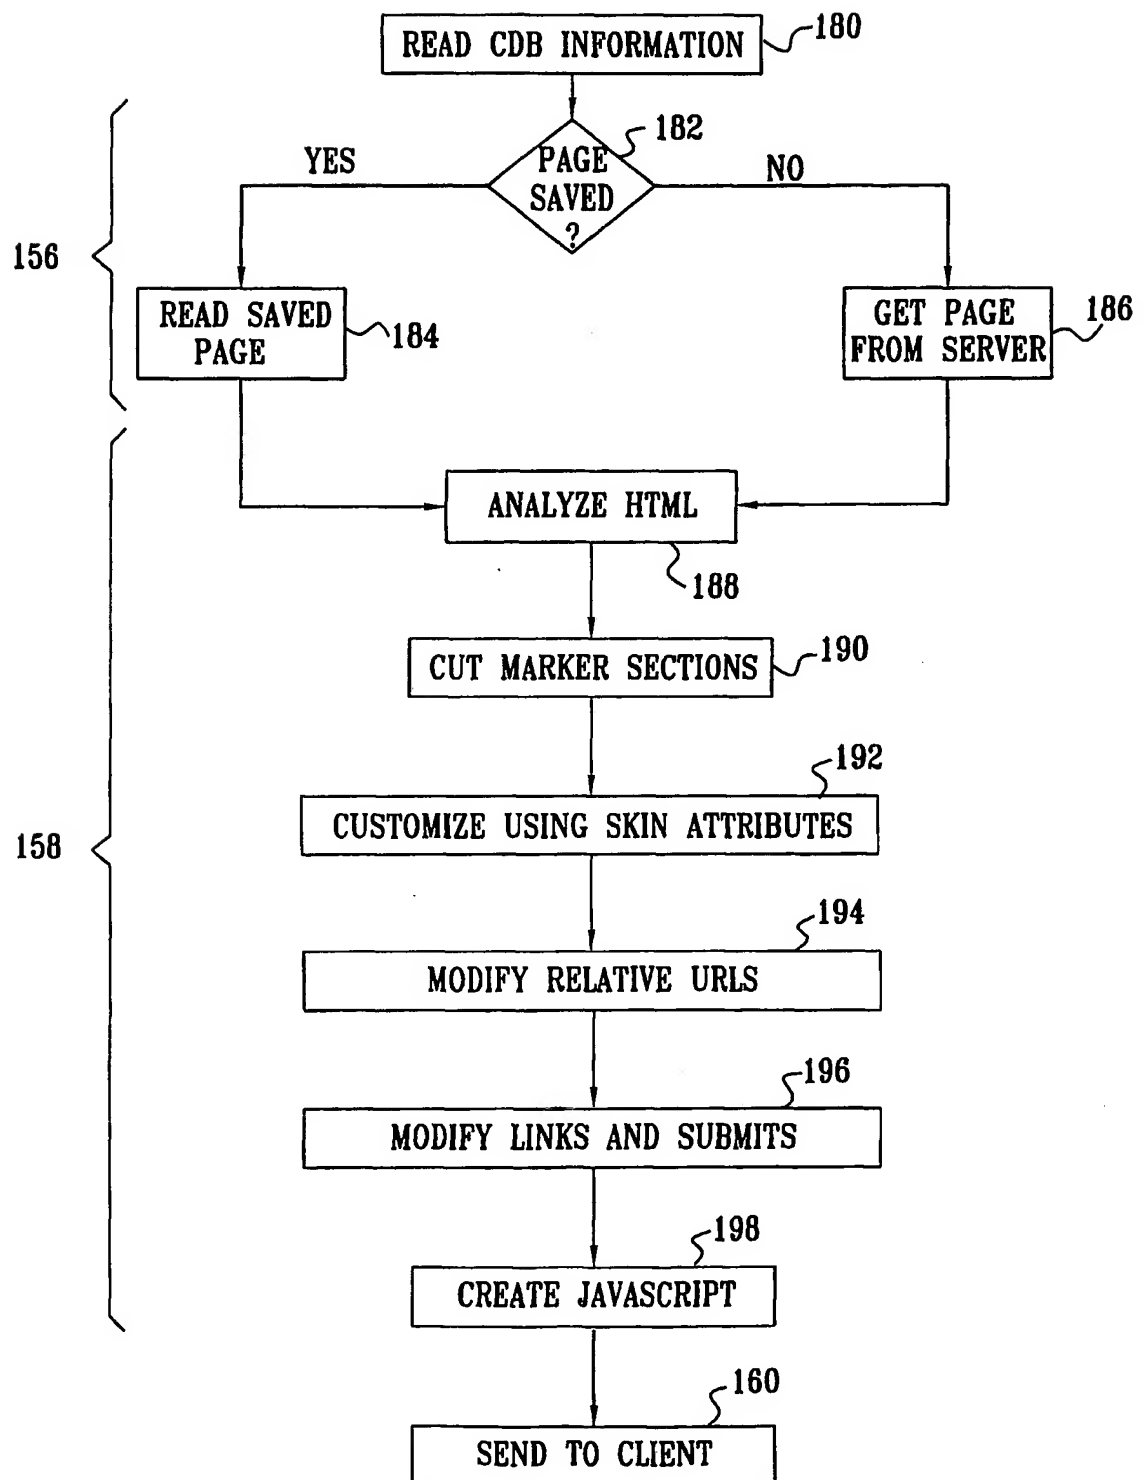 READ CDB INFORMATION
180
182
YES
PAGE
SAVED
?
NO
156
READ SAVED
PAGE
184
GET PAGE
FROM SERVER
186
ANALYZE HTML
188
CUT MARKER SECTIONS
190
192
CUSTOMIZE USING SKIN ATTRIBUTES
158
194
MODIFY RELATIVE URLS
196
MODIFY LINKS AND SUBMITS
198
CREATE JAVASCRIPT
160
SEND TO CLIENT